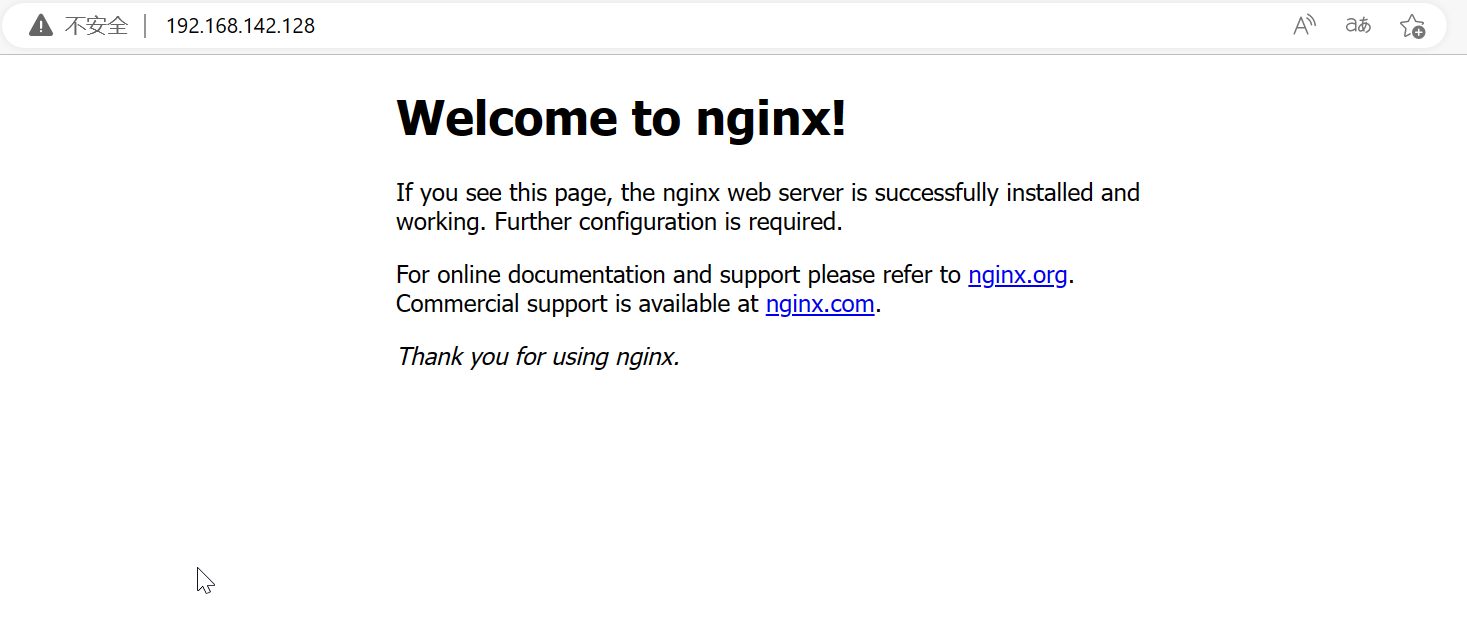 不安全 | 192.168.142.128
Welcome to nginx!
If you see this page, the nginx web server is successfully installed and
working. Further configuration is required.
For online documentation and support please refer to nginx.org.
Commercial support is available at nginx.com.
Thank you for using nginx.